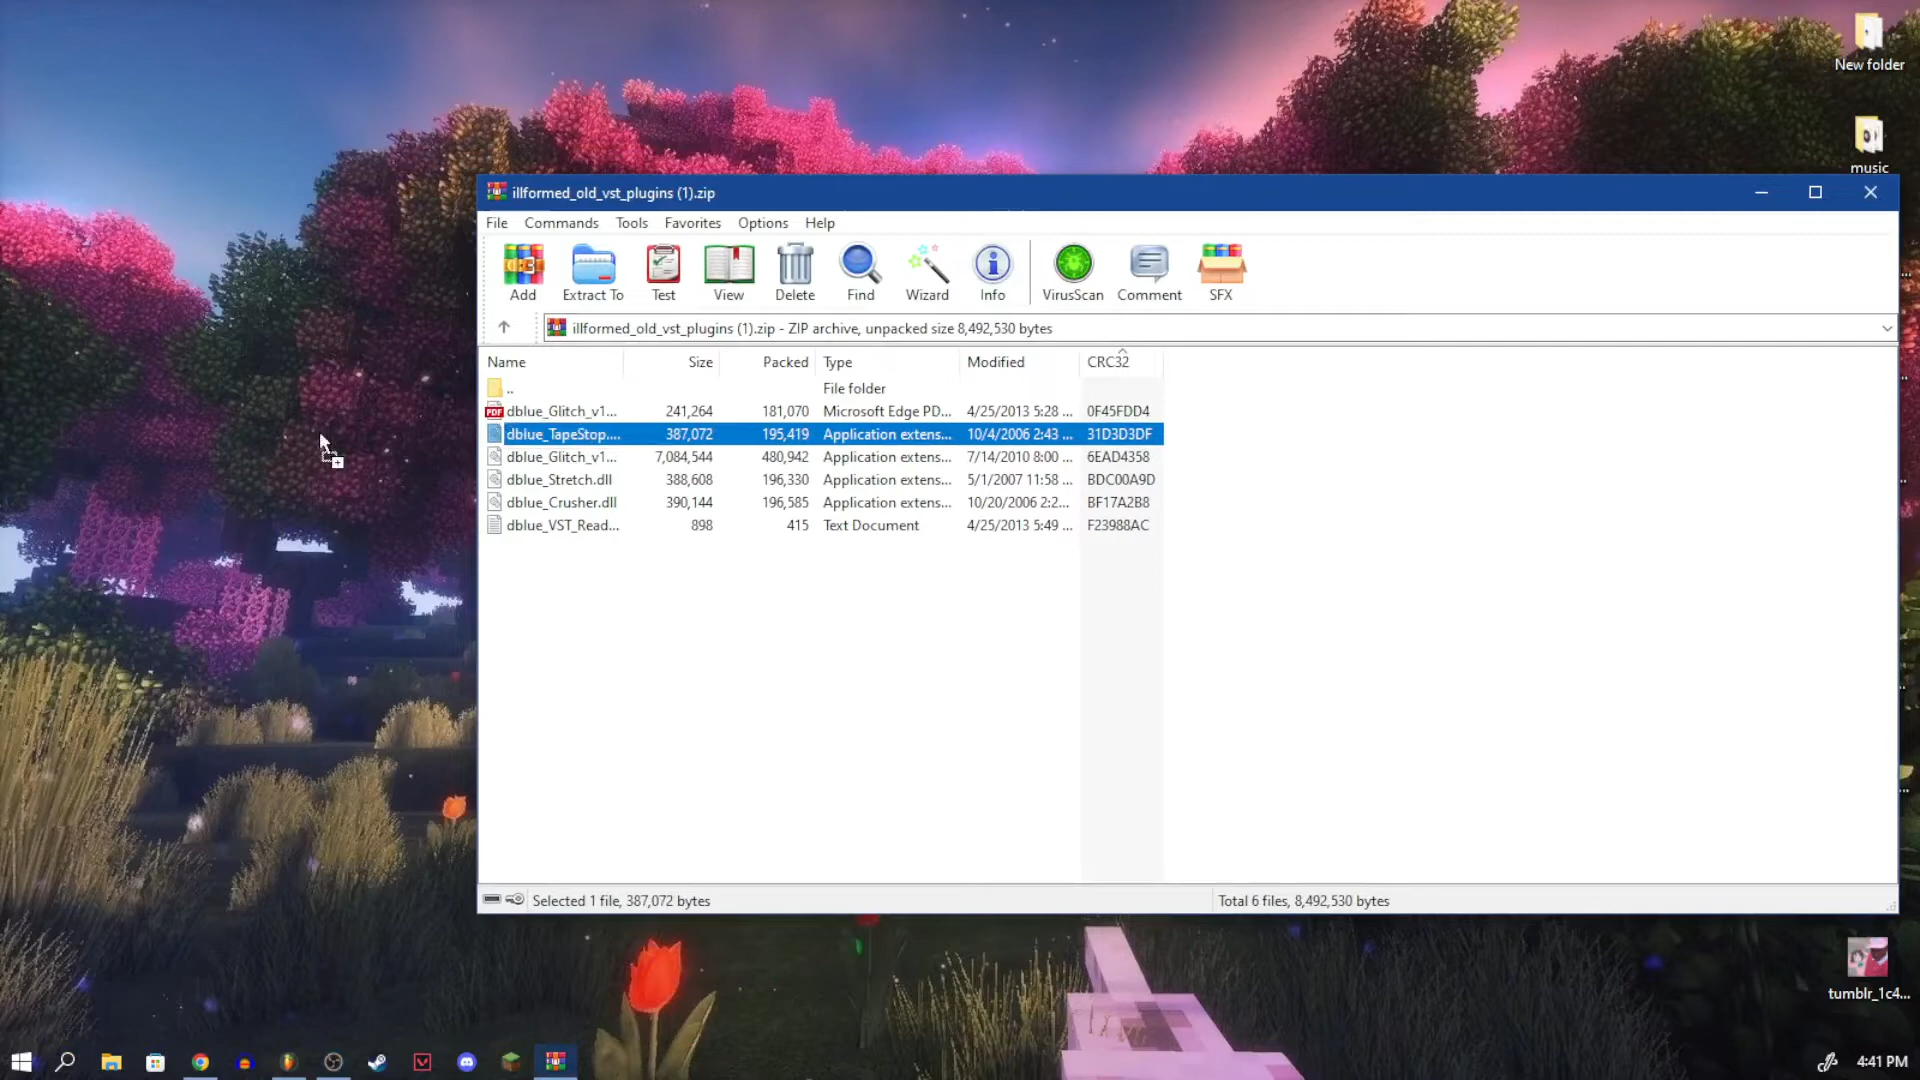 New folder
music
illformed_old_vst_plugins (1).zip
File Commands Tools Favorites Options Help
Add Extract To Test View Delete Find Wizard Info VirusScan Comment SFX
illformed_old_vst_plugins (1).zip - ZIP archive, unpacked size 8,492,530 bytes
Name Size Packed Type Modified CRC32
.. File folder
PDF dblue_Glitch_v1... 241,264 181,070 Microsoft Edge PD... 4/25/2013 5:28 ... 0F45FDD4
dblue_TapeStop.... 387,072 195,419 Application extens... 10/4/2006 2:43 ... 31D3D3DF
dblue_Glitch_v1... 7,084,544 480,942 Application extens... 7/14/2010 8:00 ... 6EAD4358
dblue_Stretch.dll 388,608 196,330 Application extens... 5/1/2007 11:58 ... BDC00A9D
dblue_Crusher.dll 390,144 196,585 Application extens... 10/20/2006 2:2... BF17A2B8
dblue_VST_Read... 898 415 Text Document 4/25/2013 5:49 ... F23988AC
Selected 1 file, 387,072 bytes Total 6 files, 8,492,530 bytes
tumblr_1c4...
4:41 PM